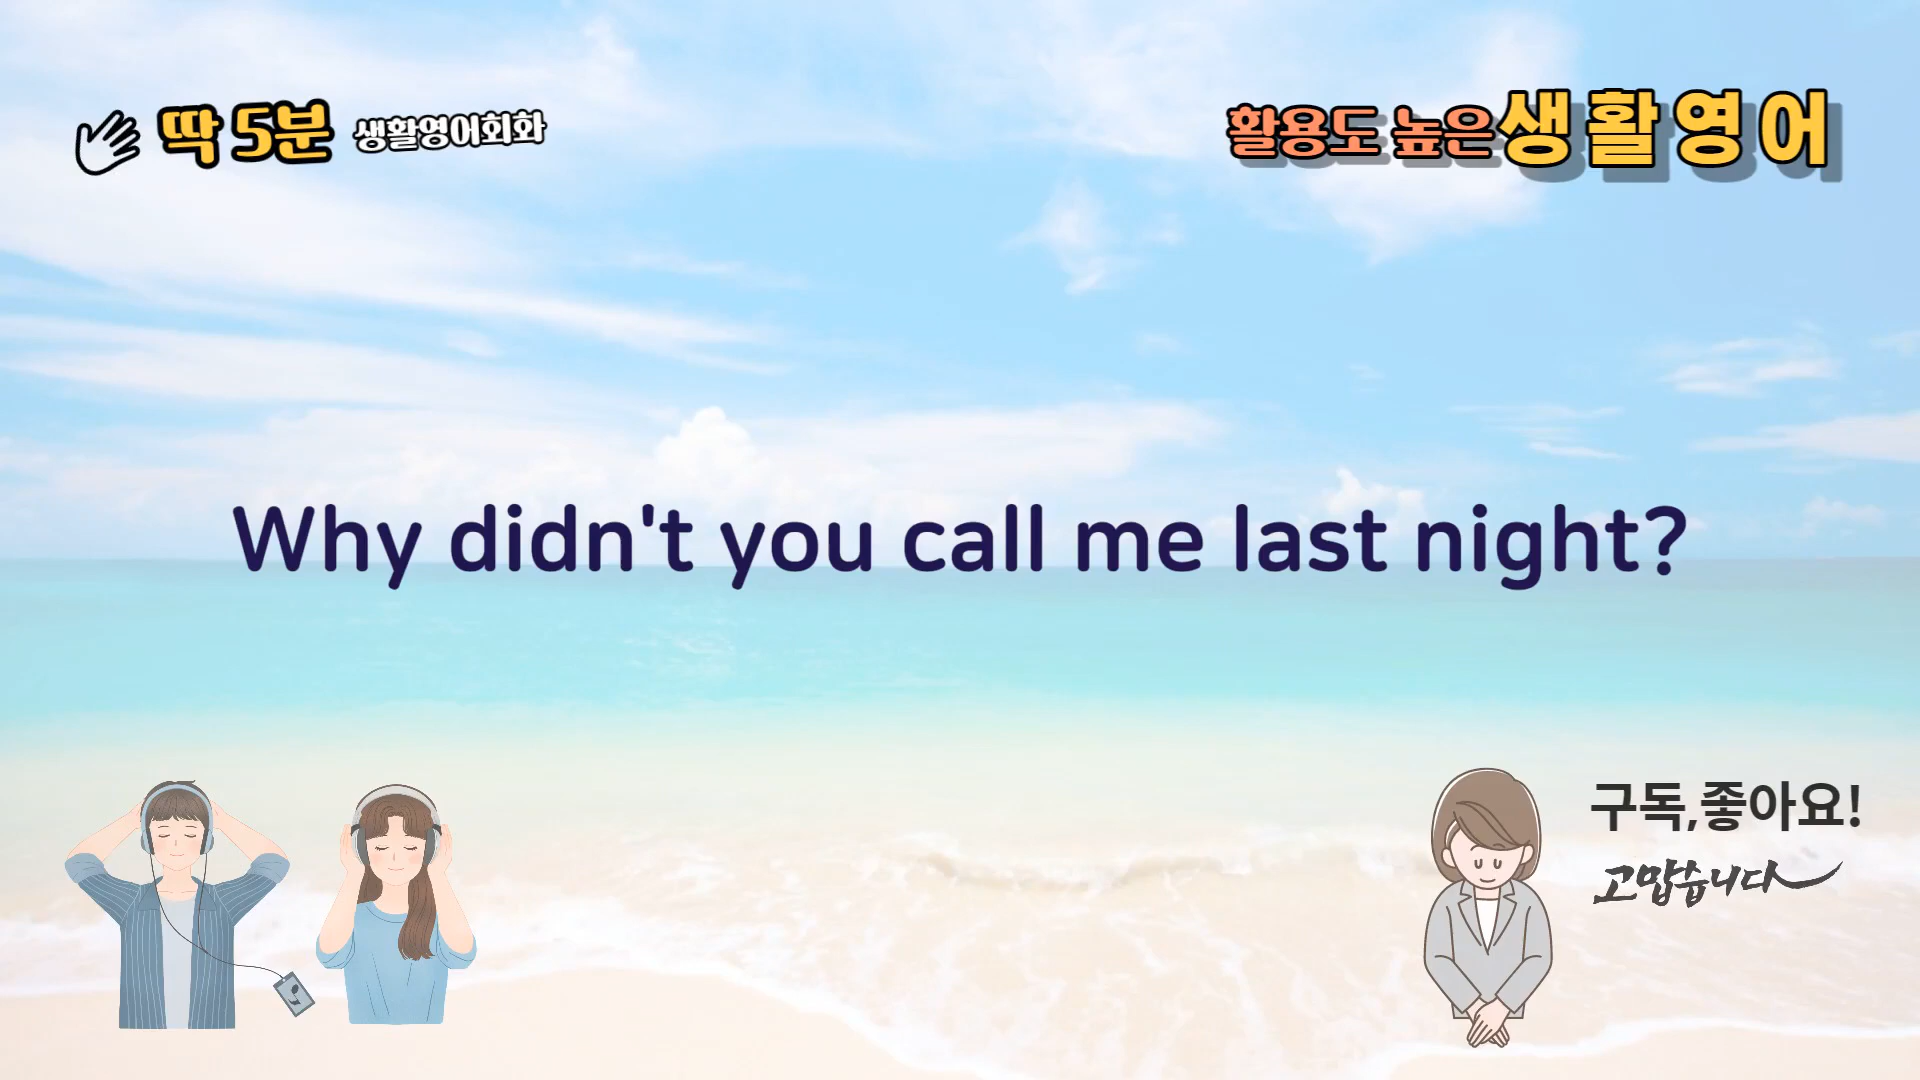 딱 5분 생활영어회화
활용도 높은 생활영어
Why didn't you call me last night?
구독,좋아요!
고맙습니다